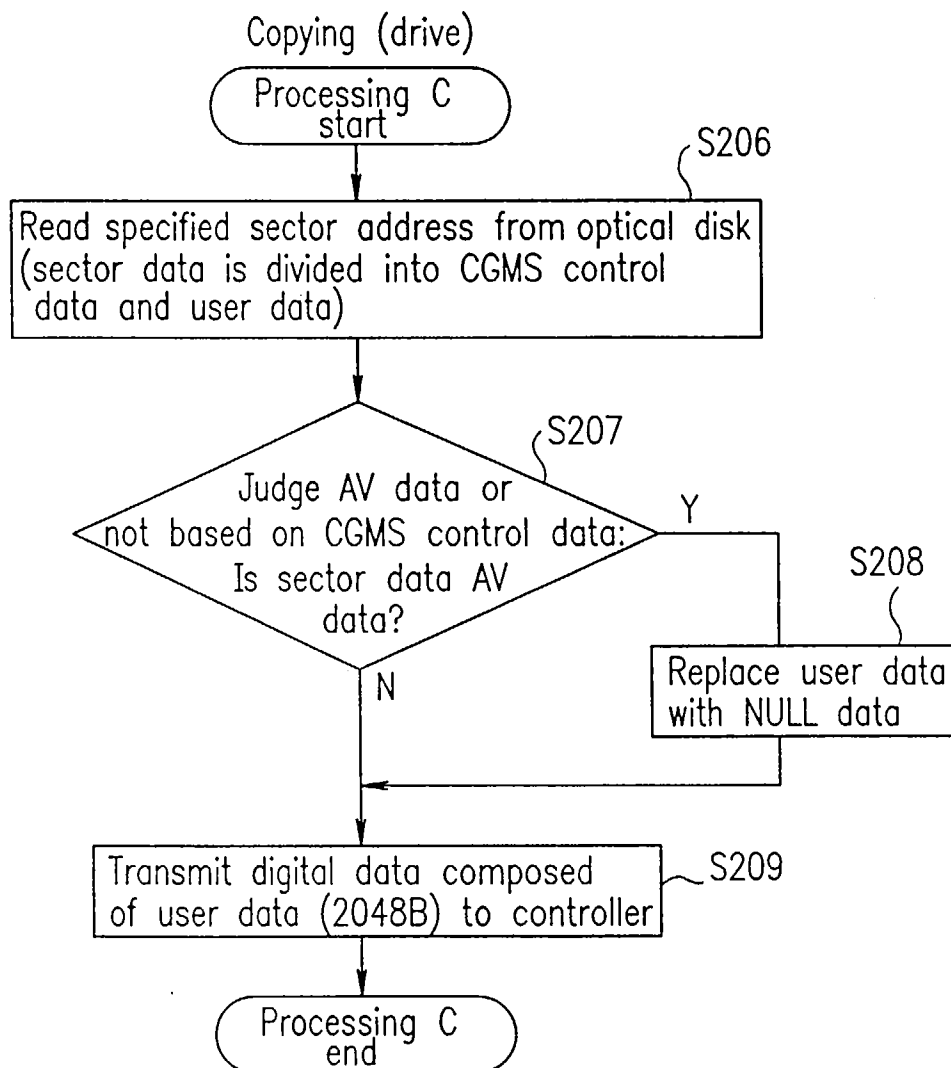 Copying (drive)
Processing C
start
S206
Read specified sector address from optical disk
(sector data is divided into CGMS control
data and user data)
S207
Judge AV data or
not based on CGMS control data:
Is sector data AV
data?
Y
S208
N
Replace user data
with NULL data
Transmit digital data composed
of user data (2048B) to controller
S209
Processing C
end